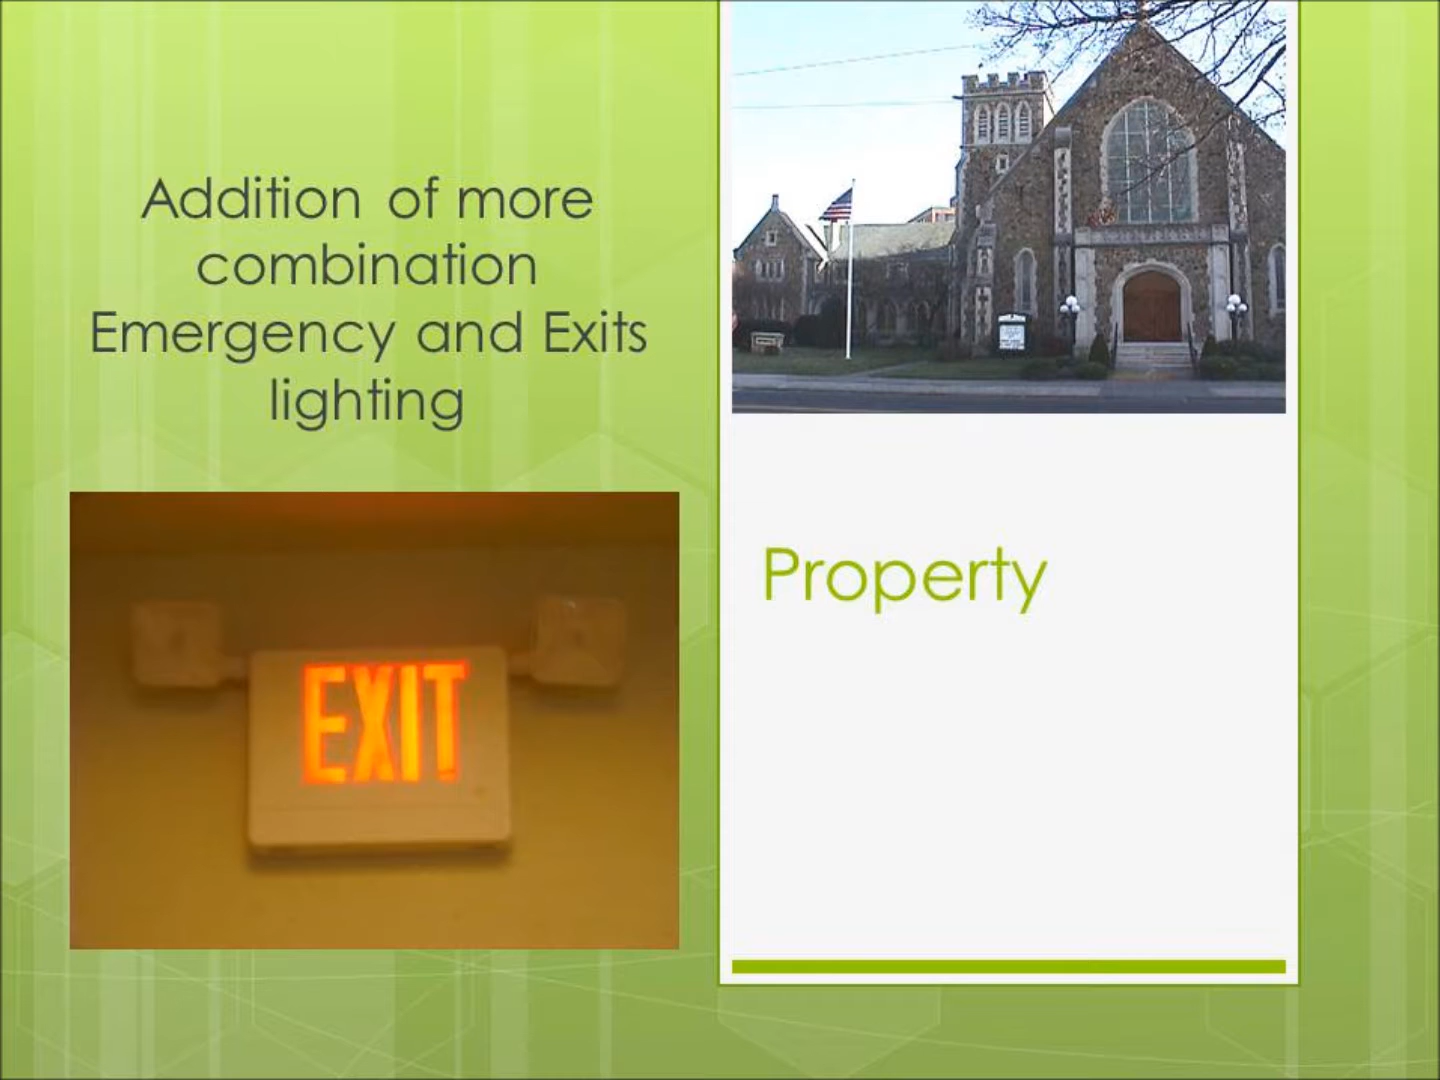 Addition of more
combination
Emergency and Exits
lighting
EXIT
Property